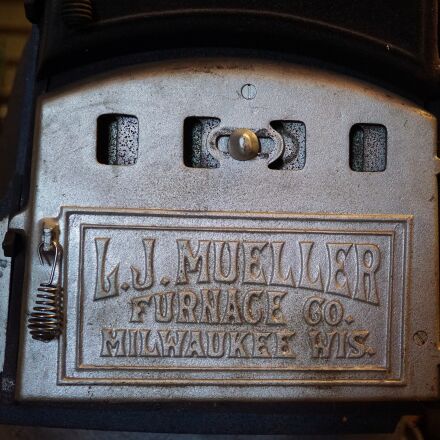 L.J. MUELLER
FURNACE CO.
MILWAUKEE WIS.